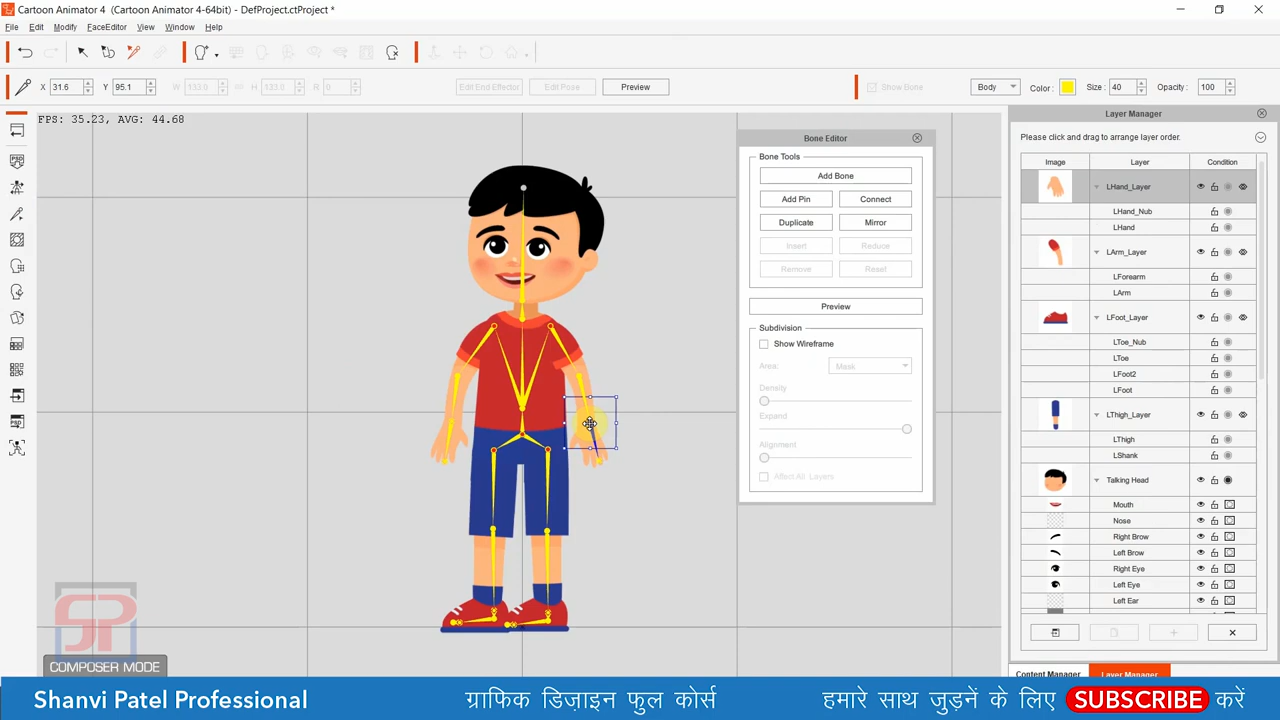 Cartoon Animator 4 (Cartoon Animator 4-64bit) - DefProject.ctProject *
File Edit Modify FaceEditor View Window Help
X 31.6 Y 95.1 W 133.0 H 133.0 R 0 Edit End Effector Edit Pose Preview Show Bone Body Color : Size : 40 Opacity : 100
FPS: 35.23, AVG: 44.68
Bone Editor
Bone Tools
Add Bone
Add Pin Connect
Duplicate Mirror
Insert Reduce
Remove Reset
Preview
Subdivision
Show Wireframe
Area: Mask
Density
Expand
Alignment
Affect All Layers
Layer Manager
Please click and drag to arrange layer order.
Image Layer Condition
LHand_Layer
LHand_Nub
LHand
LArm_Layer
LForearm
LArm
LFoot_Layer
LToe_Nub
LToe
LFoot2
LFoot
LThigh_Layer
LThigh
LShank
Talking Head
Mouth
Nose
Right Brow
Left Brow
Right Eye
Left Eye
Left Ear
Content Manager Layer Manager
SP
COMPOSER MODE
Shanvi Patel Professional ग्राफिक डिज़ाइन फुल कोर्स हमारे साथ जुड़नें के लिए SUBSCRIBE करें